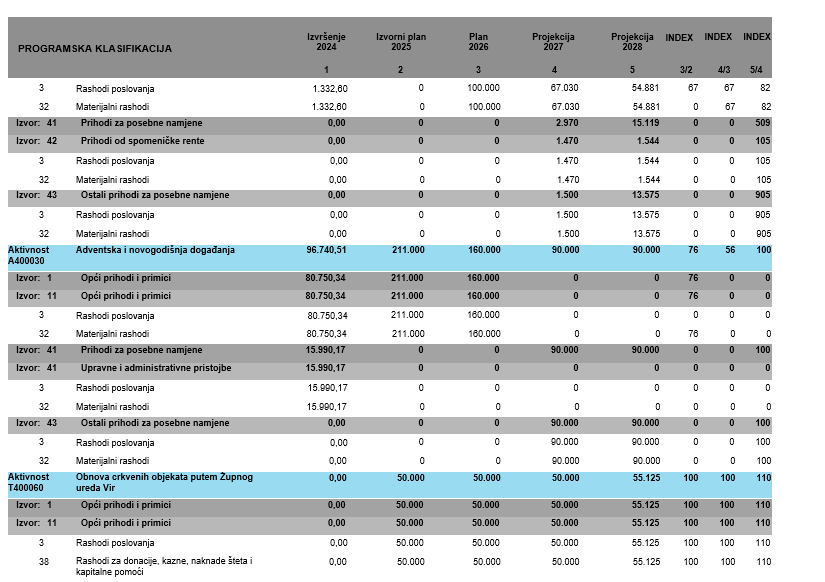 PROGRAMSKA KLASIFIKACIJA Izvršenje 2024 Izvorni plan 2025 Plan 2026 Projekcija 2027 Projekcija 2028 INDEX INDEX INDEX
1 2 3 4 5 3/2 4/3 5/4
3 Rashodi poslovanja 1.332,60 0 100.000 67.030 54.881 67 67 82
32 Materijalni rashodi 1.332,60 0 100.000 67.030 54.881 0 67 82
Izvor: 41 Prihodi za posebne namjene 0,00 0 0 2.970 15.119 0 0 509
Izvor: 42 Prihodi od spomeničke rente 0,00 0 0 1.470 1.544 0 0 105
3 Rashodi poslovanja 0,00 0 0 1.470 1.544 0 0 105
32 Materijalni rashodi 0,00 0 0 1.470 1.544 0 0 105
Izvor: 43 Ostali prihodi za posebne namjene 0,00 0 0 1.500 13.575 0 0 905
3 Rashodi poslovanja 0,00 0 0 1.500 13.575 0 0 905
32 Materijalni rashodi 0,00 0 0 1.500 13.575 0 0 905
Aktivnost Adventska i novogodišnja događanja 96.740,51 211.000 160.000 90.000 90.000 76 56 100
A400030
Izvor: 1 Opći prihodi i primici 80.750,34 211.000 160.000 0 0 76 0 0
Izvor: 11 Opći prihodi i primici 80.750,34 211.000 160.000 0 0 76 0 0
3 Rashodi poslovanja 80.750,34 211.000 160.000 0 0 0 0
32 Materijalni rashodi 80.750,34 211.000 160.000 0 0 76 0 0
Izvor: 41 Prihodi za posebne namjene 15.990,17 0 0 90.000 90.000 0 0 100
Izvor: 41 Upravne i administrativne pristojbe 15.990,17 0 0 0 0 0 0 0
3 Rashodi poslovanja 15.990,17 0 0 0 0 0 0 0
32 Materijalni rashodi 15.990,17 0 0 0 0 0 0 0
Izvor: 43 Ostali prihodi za posebne namjene 0,00 0 0 90.000 90.000 0 0 100
3 Rashodi poslovanja 0,00 0 0 90.000 90.000 0 0 100
32 Materijalni rashodi 0,00 0 0 90.000 90.000 0 0 100
Aktivnost Obnova crkvenih objekata putem Župnog 0,00 50.000 50.000 50.000 55.125 100 100 110
T400060 ureda Vir
Izvor: 1 Opći prihodi i primici 0,00 50.000 50.000 50.000 55.125 100 100 110
Izvor: 11 Opći prihodi i primici 0,00 50.000 50.000 50.000 55.125 100 100 110
3 Rashodi poslovanja 0,00 50.000 50.000 50.000 55.125 100 100 110
38 Rashodi za donacije, kazne, naknade šteta i 0,00 50.000 50.000 50.000 55.125 100 100 110
kapitalne pomoći